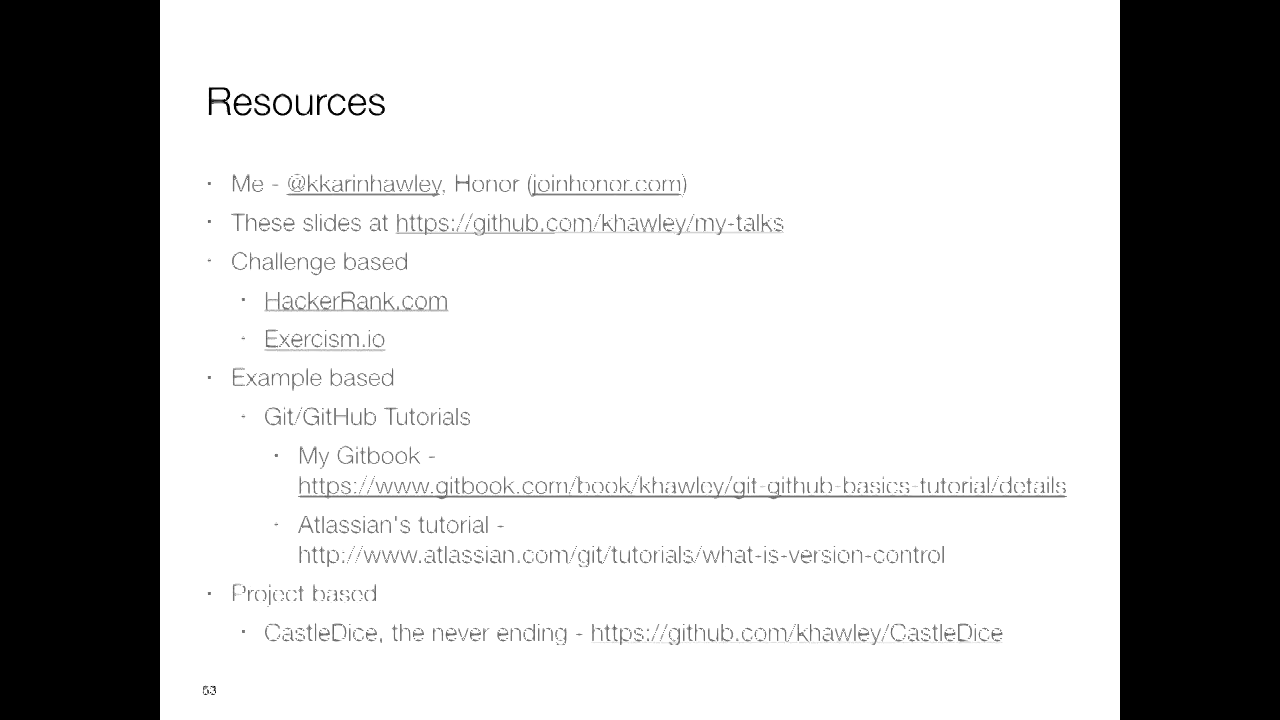 Resources
· Me - @kkarinhawley, Honor (joinhonor.com)
· These slides at https://github.com/khawley/my-talks
· Challenge based
· HackerRank.com
· Exercism.io
· Example based
· Git/GitHub Tutorials
· My Gitbook -
https://www.gitbook.com/book/khawley/git-github-basics-tutorial/details
· Atlassian's tutorial -
http://www.atlassian.com/git/tutorials/what-is-version-control
· Project based
· CastleDice, the never ending - https://github.com/khawley/CastleDice